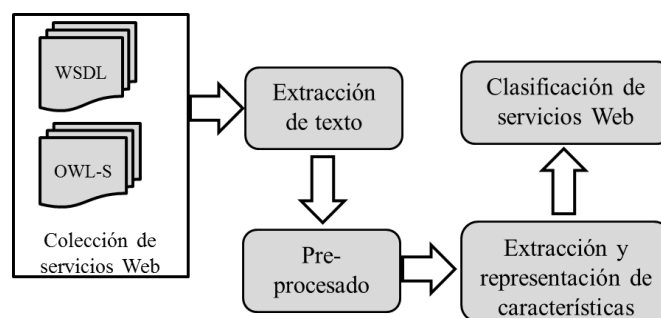 WSDL
OWL-S
Colección de
servicios Web
Extracción
de texto
Pre-
procesado
Extracción y
representación de
características
Clasificación de
servicios Web